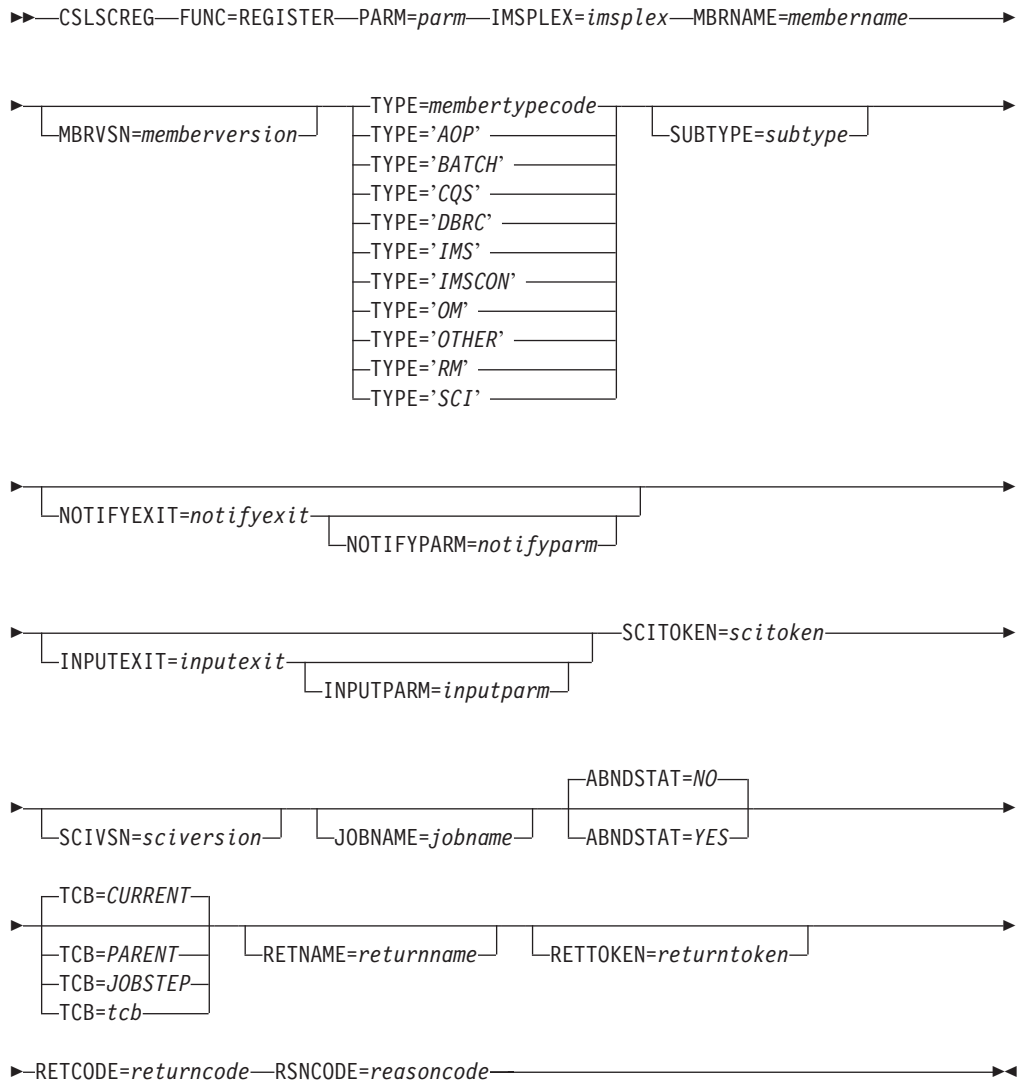 CSLSCREG FUNC=REGISTER PARM=parm IMSPLEX=imsplex MBRNAME=membername
MBRVSN=memberversion
TYPE=membertypecode
TYPE='AOP'
TYPE='BATCH'
TYPE='CQS'
TYPE='DBRC'
TYPE='IMS'
TYPE='IMSCON'
TYPE='OM'
TYPE='OTHER'
TYPE='RM'
TYPE='SCI'
SUBTYPE=subtype
NOTIFYEXIT=notifyexit
NOTIFYPARM=notifyparm
INPUTEXIT=inputexit
INPUTPARM=inputparm
SCITOKEN=scitoken
SCIVSN=sciversion
JOBNAME=jobname
ABNDSTAT=NO
ABNDSTAT=YES
TCB=CURRENT
TCB=PARENT
TCB=JOBSTEP
TCB=tcb
RETNAME=returnname
RETTOKEN=returntoken
RETCODE=returncode RSNCODE=reasoncode